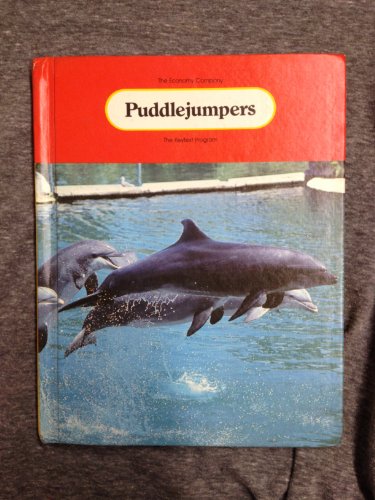 The Economy Company
Puddlejumpers
The Keytext Program